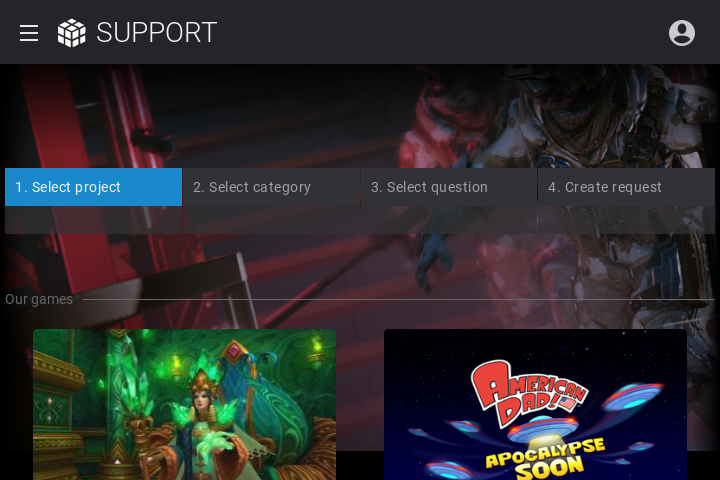 SUPPORT
1. Select project
2. Select category
3. Select question
4. Create request
Our games
AMERICAN
DAD!
APOCALYPSE
SOON